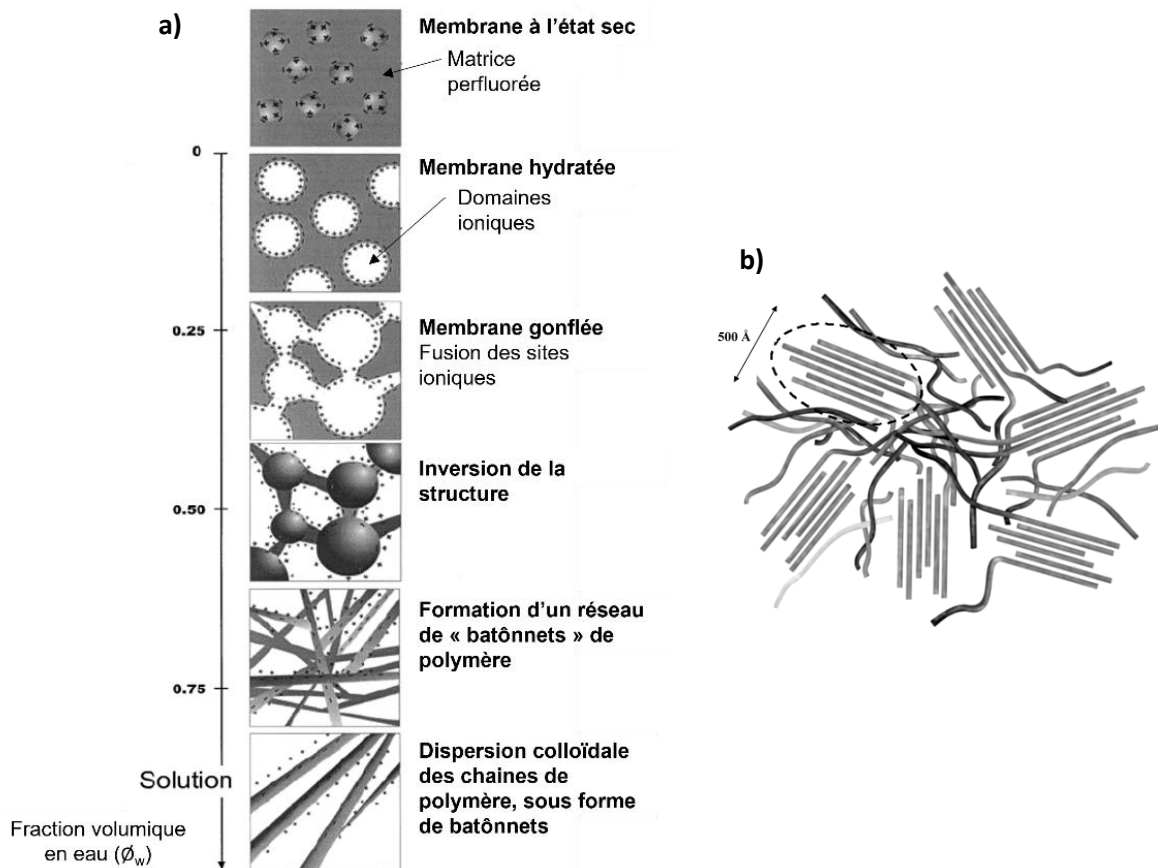 a)
Membrane à l'état sec
Matrice
perfluorée
0
Membrane hydratée
Domaines
ioniques
0.25
Membrane gonflée
Fusion des sites
ioniques
Inversion de la
structure
0.50
Formation d'un réseau
de « batônnets » de
polymère
0.75
Dispersion colloïdale
des chaines de
polymère, sous forme
de batônnets
Solution
Fraction volumique
en eau (Ø_w)
b)
500 Å